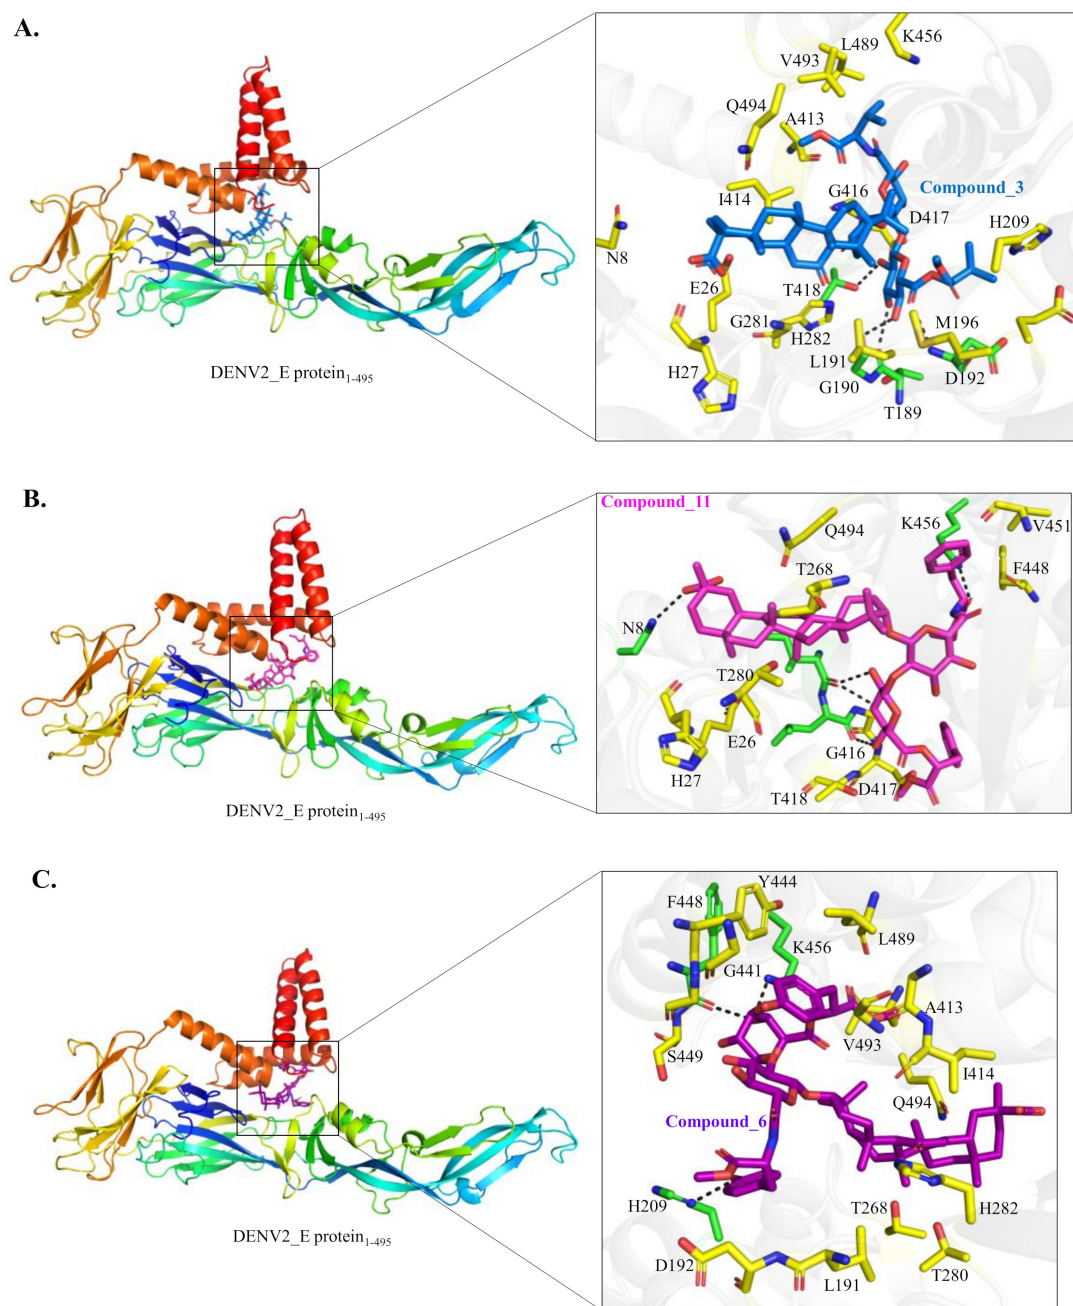 A.
K456
L489
V493
Q494
A413
I414
G416
Compound_3
D417
H209
N8
E26
T418
G281
H282
M196
L191
H27
G190
D192
T189
DENV2_E protein1-495
B.
Compound_11
K456
V451
Q494
F448
T268
N8
T280
E26
G416
H27
T418
D417
DENV2_E protein1-495
C.
Y444
F448
L489
K456
G441
A413
V493
S449
I414
Q494
Compound_6
H209
T268
H282
D192
L191
T280
DENV2_E protein1-495